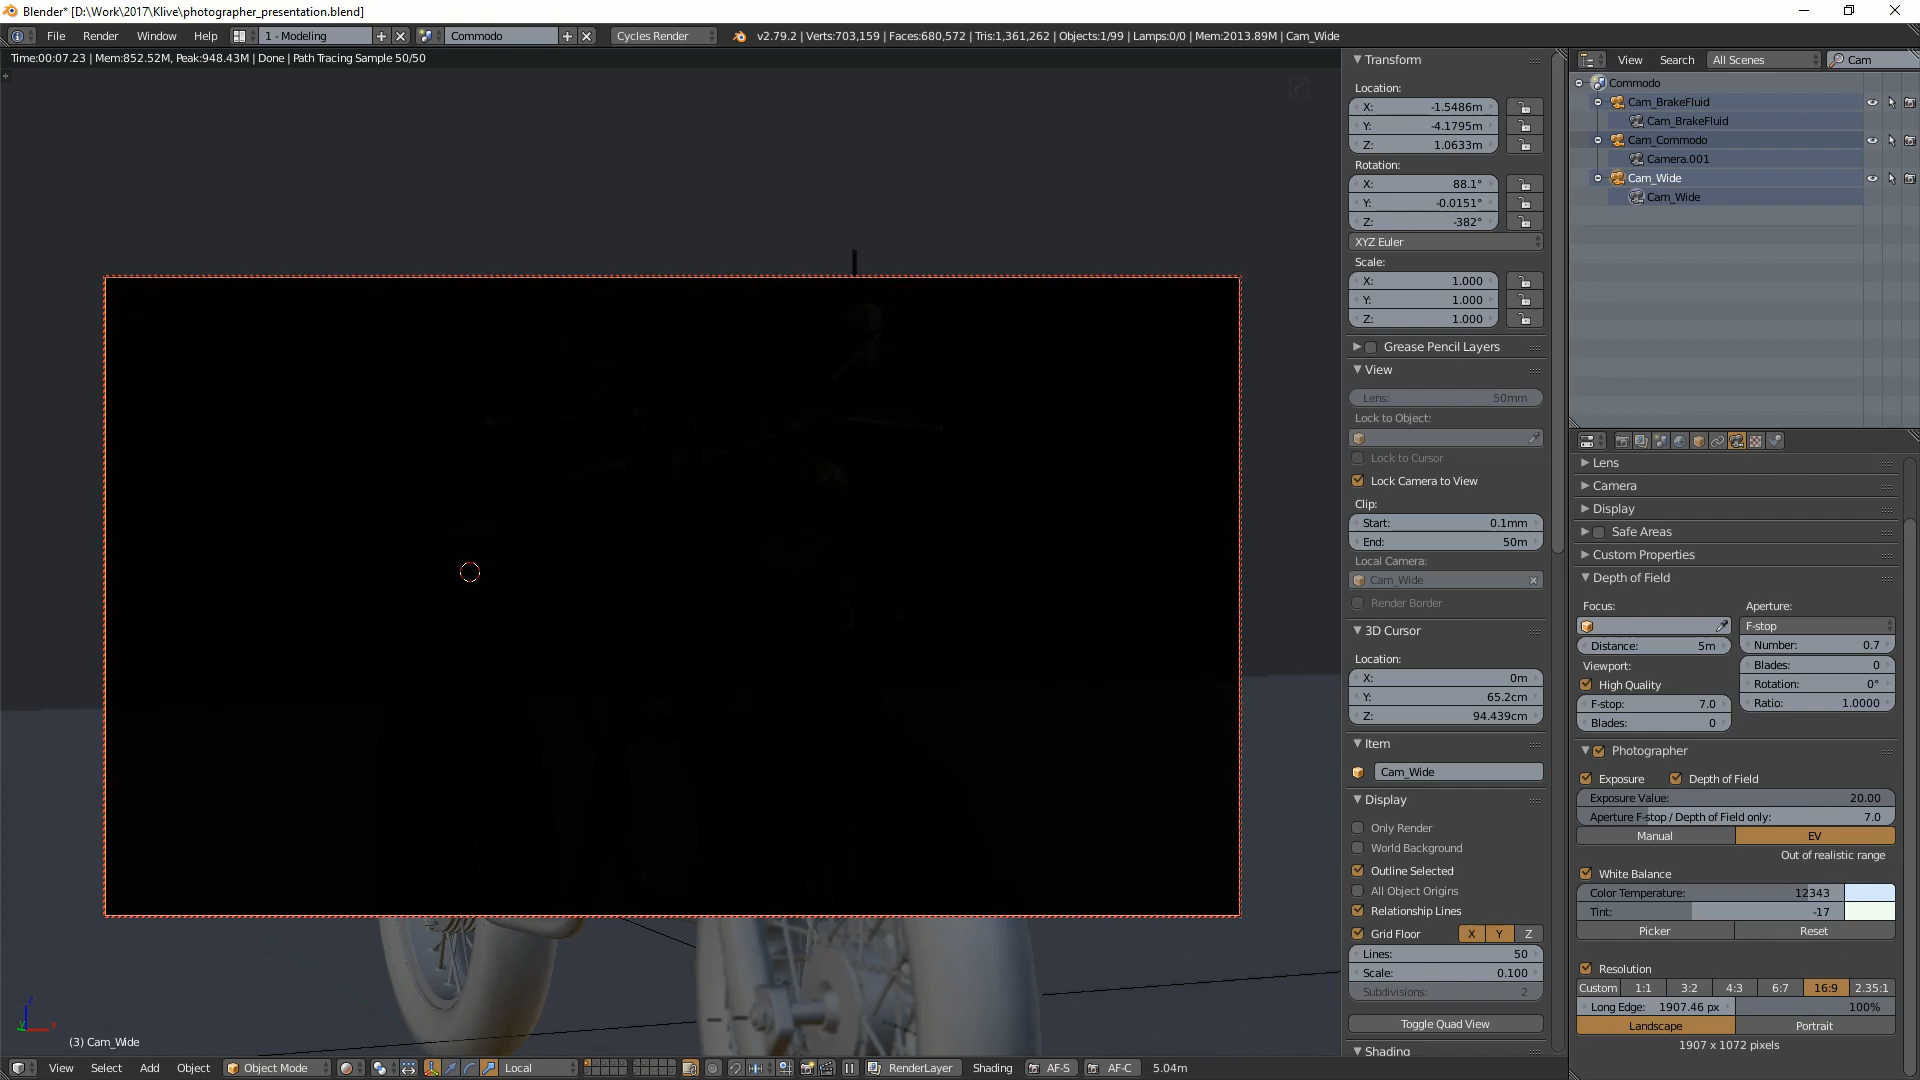 Blender* [D:\Work\2017\Klive\photographer_presentation.blend]
File Render Window Help 1 - Modeling Commodo Cycles Render v2.79.2 | Verts:703,159 | Faces:680,572 | Tris:1,361,262 | Objects:1/99 | Lamps:0/0 | Mem:2013.89M | Cam_Wide
Time:00:07.23 | Mem:852.52M, Peak:948.43M | Done | Path Tracing Sample 50/50
(3) Cam_Wide
View Select Add Object Object Mode Local RenderLayer Shading AF-S AF-C 5.04m
Transform
Location:
X: -1.5486m
Y: -4.1795m
Z: 1.0633m
Rotation:
X: 88.1°
Y: -0.0151°
Z: -382°
XYZ Euler
Scale:
X: 1.000
Y: 1.000
Z: 1.000
Grease Pencil Layers
View
Lens: 50mm
Lock to Object:
Lock to Cursor
Lock Camera to View
Clip:
Start: 0.1mm
End: 50m
Local Camera:
Cam_Wide
Render Border
3D Cursor
Location:
X: 0m
Y: 65.2cm
Z: 94.439cm
Item
Cam_Wide
Display
Only Render
World Background
Outline Selected
All Object Origins
Relationship Lines
Grid Floor X Y Z
Lines: 50
Scale: 0.100
Subdivisions: 2
Toggle Quad View
Shading
View Search All Scenes Cam
Commodo
Cam_BrakeFluid
Cam_BrakeFluid
Cam_Commodo
Camera.001
Cam_Wide
Cam_Wide
Lens
Camera
Display
Safe Areas
Custom Properties
Depth of Field
Focus: Aperture:
F-stop
Distance: 5m Number: 0.7
Viewport: Blades: 0
High Quality Rotation: 0°
F-stop: 7.0 Ratio: 1.0000
Blades: 0
Photographer
Exposure Depth of Field
Exposure Value: 20.00
Aperture F-stop / Depth of Field only: 7.0
Manual EV
Out of realistic range
White Balance
Color Temperature: 12343
Tint: -17
Picker Reset
Resolution
Custom 1:1 3:2 4:3 6:7 16:9 2.35:1
Long Edge: 1907.46 px 100%
Landscape Portrait
1907 x 1072 pixels